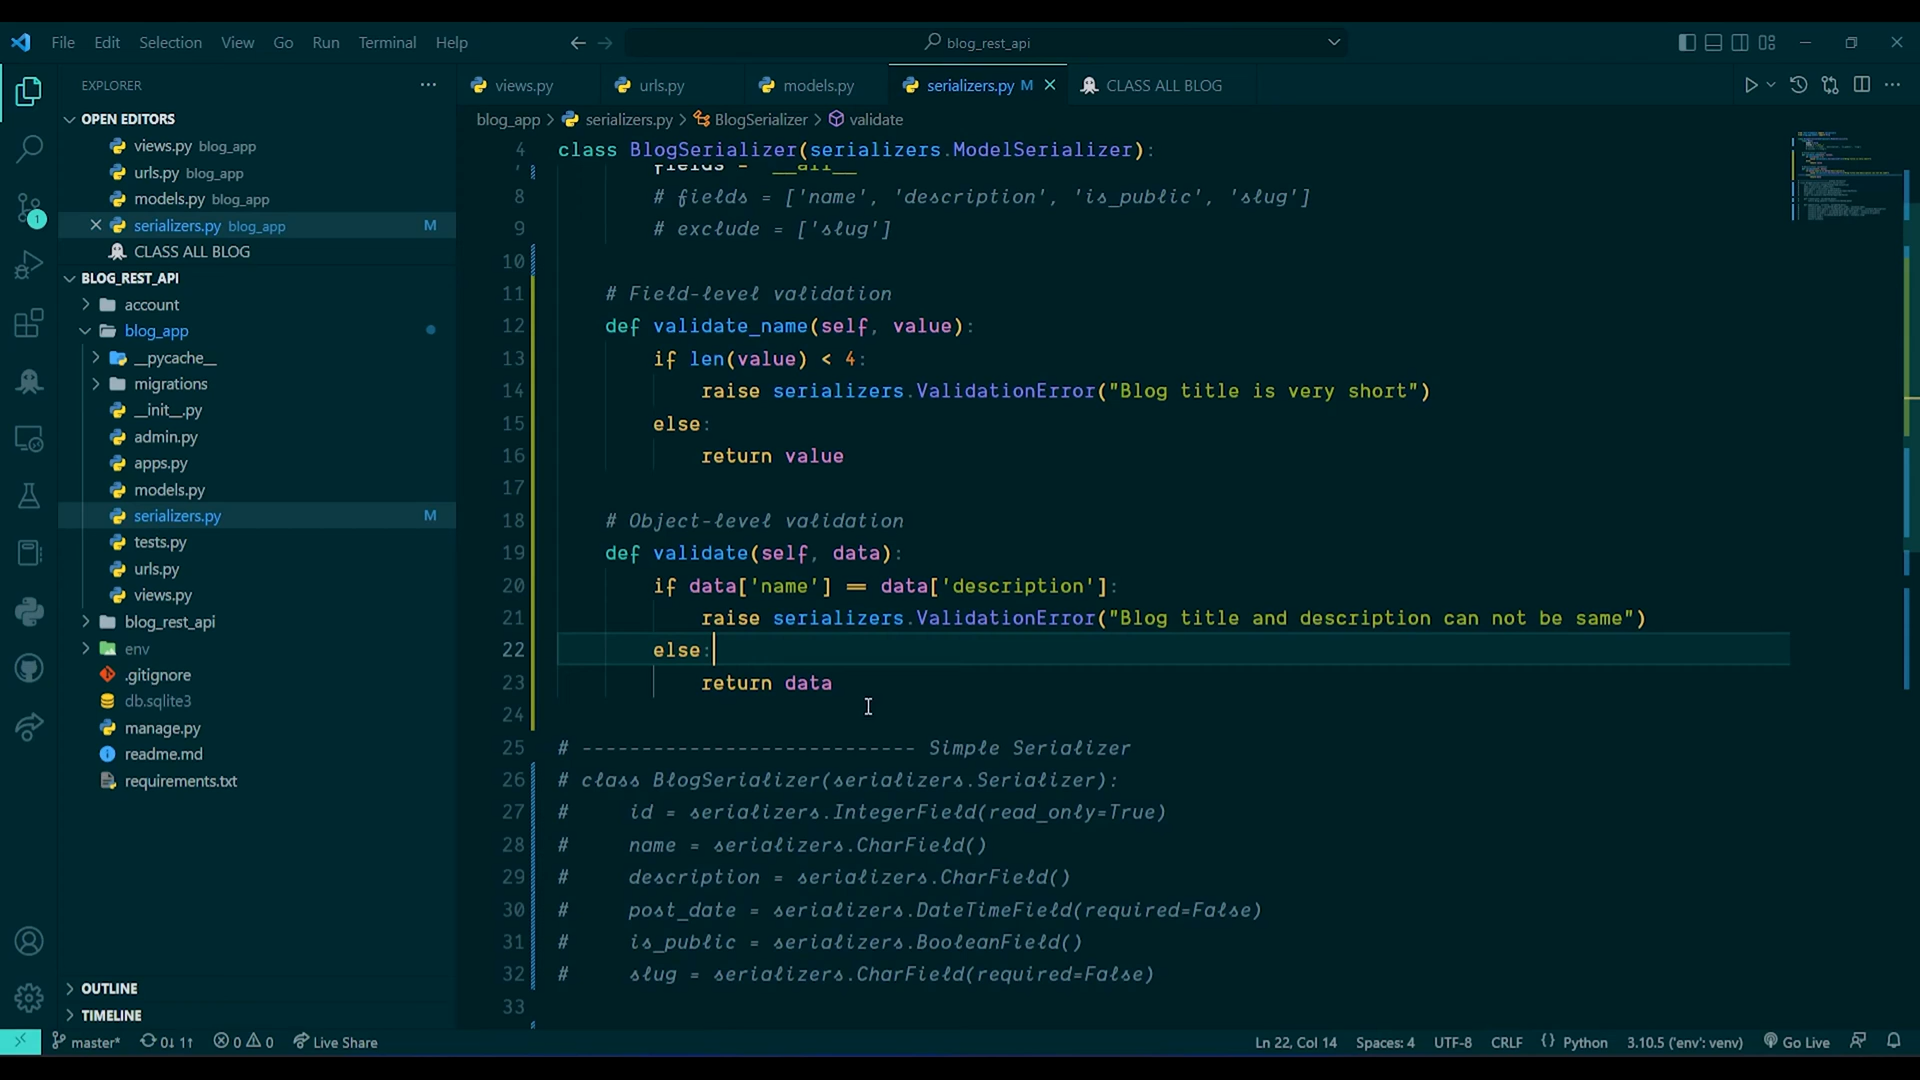 File Edit Selection View Go Run Terminal Help
blog_rest_api
EXPLORER
OPEN EDITORS
views.py blog_app
urls.py blog_app
models.py blog_app
serializers.py blog_app M
CLASS ALL BLOG
BLOG_REST_API
account
blog_app
__pycache__
migrations
__init__.py
admin.py
apps.py
models.py
serializers.py M
tests.py
urls.py
views.py
blog_rest_api
env
.gitignore
db.sqlite3
manage.py
readme.md
requirements.txt
OUTLINE
TIMELINE
1
views.py urls.py models.py serializers.py M CLASS ALL BLOG
blog_app > serializers.py > BlogSerializer > validate
4 class BlogSerializer(serializers.ModelSerializer):
7 fields = '__all__'
8 # fields = ['name', 'description', 'is_public', 'slug']
9 # exclude = ['slug']
10
11 # Field-level validation
12 def validate_name(self, value):
13 if len(value) < 4:
14 raise serializers.ValidationError("Blog title is very short")
15 else:
16 return value
17
18 # Object-level validation
19 def validate(self, data):
20 if data['name'] == data['description']:
21 raise serializers.ValidationError("Blog title and description can not be same")
22 else:
23 return data
24
25 # ---------------------------- Simple Serializer
26 # class BlogSerializer(serializers.Serializer):
27 # id = serializers.IntegerField(read_only=True)
28 # name = serializers.CharField()
29 # description = serializers.CharField()
30 # post_date = serializers.DateTimeField(required=False)
31 # is_public = serializers.BooleanField()
32 # slug = serializers.CharField(required=False)
33
master* 0↓ 1↑ 0 0 Live Share Ln 22, Col 14 Spaces: 4 UTF-8 CRLF Python 3.10.5 ('env': venv) Go Live